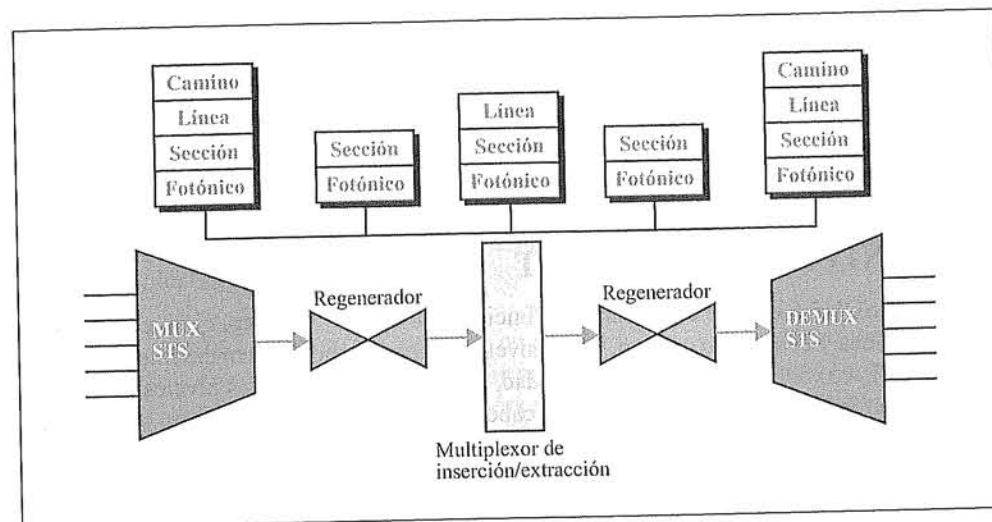 Camino
Línea
Sección
Fotónico
Sección
Fotónico
Línea
Sección
Fotónico
Sección
Fotónico
Camino
Línea
Sección
Fotónico
MUX
STS
Regenerador
Regenerador
DEMUX
STS
Multiplexor de
inserción/extracción